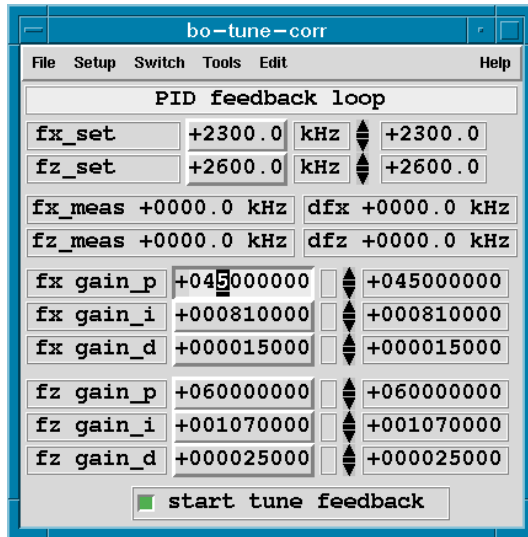 bo-tune-corr
File Setup Switch Tools Edit Help
PID feedback loop
fx_set +2300.0 kHz +2300.0
fz_set +2600.0 kHz +2600.0
fx_meas +0000.0 kHz dfx +0000.0 kHz
fz_meas +0000.0 kHz dfz +0000.0 kHz
fx gain_p +045000000 +045000000
fx gain_i +000810000 +000810000
fx gain_d +000015000 +000015000
fz gain_p +060000000 +060000000
fz gain_i +001070000 +001070000
fz gain_d +000025000 +000025000
start tune feedback